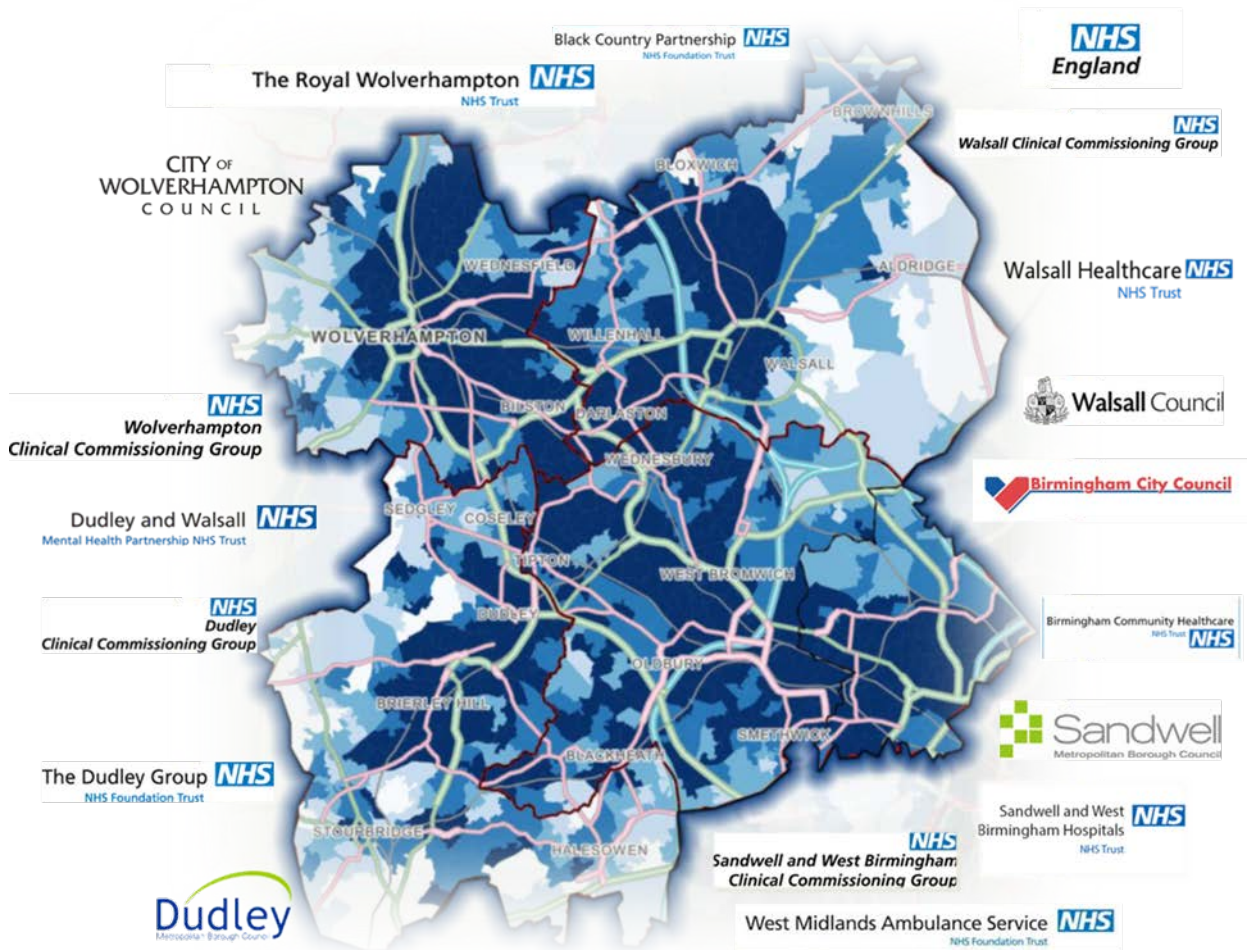 Black Country Partnership NHS
NHS Foundation Trust
NHS
England
The Royal Wolverhampton NHS
NHS Trust
NHS
Walsall Clinical Commissioning Group
CITY OF
WOLVERHAMPTON
COUNCIL
BROWNHILLS
BLOXWICH
WEDNESFIELD
ALDRIDGE
Walsall Healthcare NHS
NHS Trust
WOLVERHAMPTON
WILLENHALL
WALSALL
Walsall Council
NHS
Wolverhampton
Clinical Commissioning Group
BILSTON
DARLASTON
WEDNESBURY
Birmingham City Council
SEDGLEY
COSELEY
Dudley and Walsall NHS
Mental Health Partnership NHS Trust
TIPTON
WEST BROMWICH
NHS
Dudley
Clinical Commissioning Group
DUDLEY
Birmingham Community Healthcare
NHS Trust NHS
OLDBURY
BRIERLEY HILL
SMETHWICK
Sandwell
Metropolitan Borough Council
BLACKHEATH
The Dudley Group NHS
NHS Foundation Trust
STOURBRIDGE
HALESOWEN
Sandwell and West
Birmingham Hospitals NHS
NHS Trust
NHS
Sandwell and West Birmingham
Clinical Commissioning Group
Dudley
Metropolitan Borough Council
West Midlands Ambulance Service NHS
NHS Foundation Trust